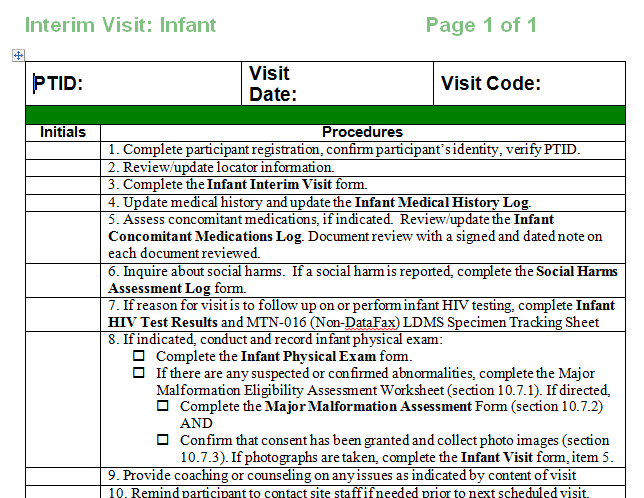 Interim Visit: Infant Page 1 of 1
PTID: Visit Date: Visit Code:
Initials Procedures
1. Complete participant registration, confirm participant's identity, verify PTID.
2. Review/update locator information.
3. Complete the Infant Interim Visit form.
4. Update medical history and update the Infant Medical History Log.
5. Assess concomitant medications, if indicated. Review/update the Infant
Concomitant Medications Log. Document review with a signed and dated note on
each document reviewed.
6. Inquire about social harms. If a social harm is reported, complete the Social Harms
Assessment Log form.
7. If reason for visit is to follow up on or perform infant HIV testing, complete Infant
HIV Test Results and MTN-016 (Non-DataFax) LDMS Specimen Tracking Sheet
8. If indicated, conduct and record infant physical exam:
Complete the Infant Physical Exam form.
If there are any suspected or confirmed abnormalities, complete the Major
Malformation Eligibility Assessment Worksheet (section 10.7.1). If directed,
Complete the Major Malformation Assessment Form (section 10.7.2)
AND
Confirm that consent has been granted and collect photo images (section
10.7.3). If photographs are taken, complete the Infant Visit form, item 5.
9. Provide coaching or counseling on any issues as indicated by content of visit
10. Remind participant to contact site staff if needed prior to next scheduled visit.